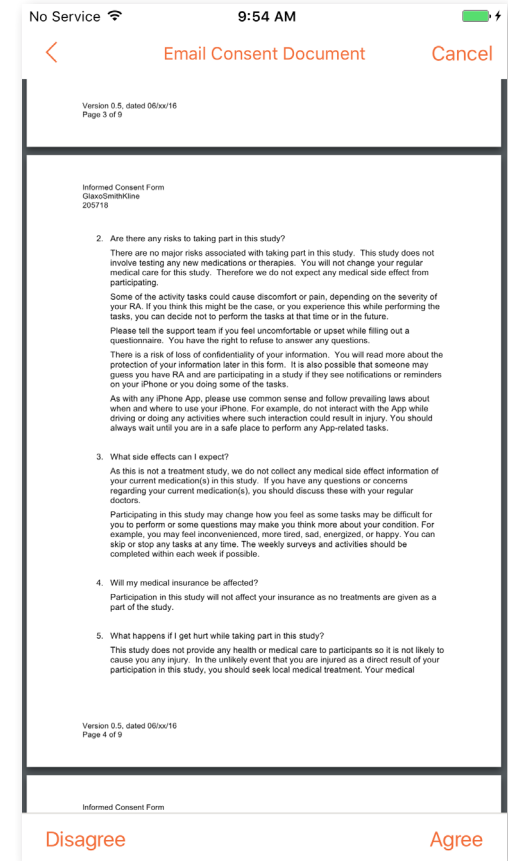 No Service 9:54 AM
Email Consent Document
Cancel
Version 0.5, dated 06/xx/16
Page 3 of 9
Informed Consent Form
GlaxoSmithKline
205718
2. Are there any risks to taking part in this study?
There are no major risks associated with taking part in this study. This study does not
involve testing any new medications or therapies. You will not change your regular
medical care for this study. Therefore we do not expect any medical side effect from
participating.
Some of the activity tasks could cause discomfort or pain, depending on the severity of
your RA. If you think this might be the case, or you experience this while performing the
tasks, you can decide not to perform the tasks at that time or in the future.
Please tell the support team if you feel uncomfortable or upset while filling out a
questionnaire. You have the right to refuse to answer any questions.
There is a risk of loss of confidentiality of your information. You will read more about the
protection of your information later in this form. It is also possible that someone may
guess you have RA and are participating in a study if they see notifications or reminders
on your iPhone or you doing some of the tasks.
As with any iPhone App, please use common sense and follow prevailing laws about
when and where to use your iPhone. For example, do not interact with the App while
driving or doing any activities where such interaction could result in injury. You should
always wait until you are in a safe place to perform any App-related tasks.
3. What side effects can I expect?
As this is not a treatment study, we do not collect any medical side effect information of
your current medication(s) in this study. If you have any questions or concerns
regarding your current medication(s), you should discuss these with your regular
doctors.
Participating in this study may change how you feel as some tasks may be difficult for
you to perform or some questions may make you think more about your condition. For
example, you may feel inconvenienced, more tired, sad, energized, or happy. You can
skip or stop any tasks at any time. The weekly surveys and activities should be
completed within each week if possible.
4. Will my medical insurance be affected?
Participation in this study will not affect your insurance as no treatments are given as a
part of the study.
5. What happens if I get hurt while taking part in this study?
This study does not provide any health or medical care to participants so it is not likely to
cause you any injury. In the unlikely event that you are injured as a direct result of your
participation in this study, you should seek local medical treatment. Your medical
Version 0.5, dated 06/xx/16
Page 4 of 9
Informed Consent Form
Disagree
Agree